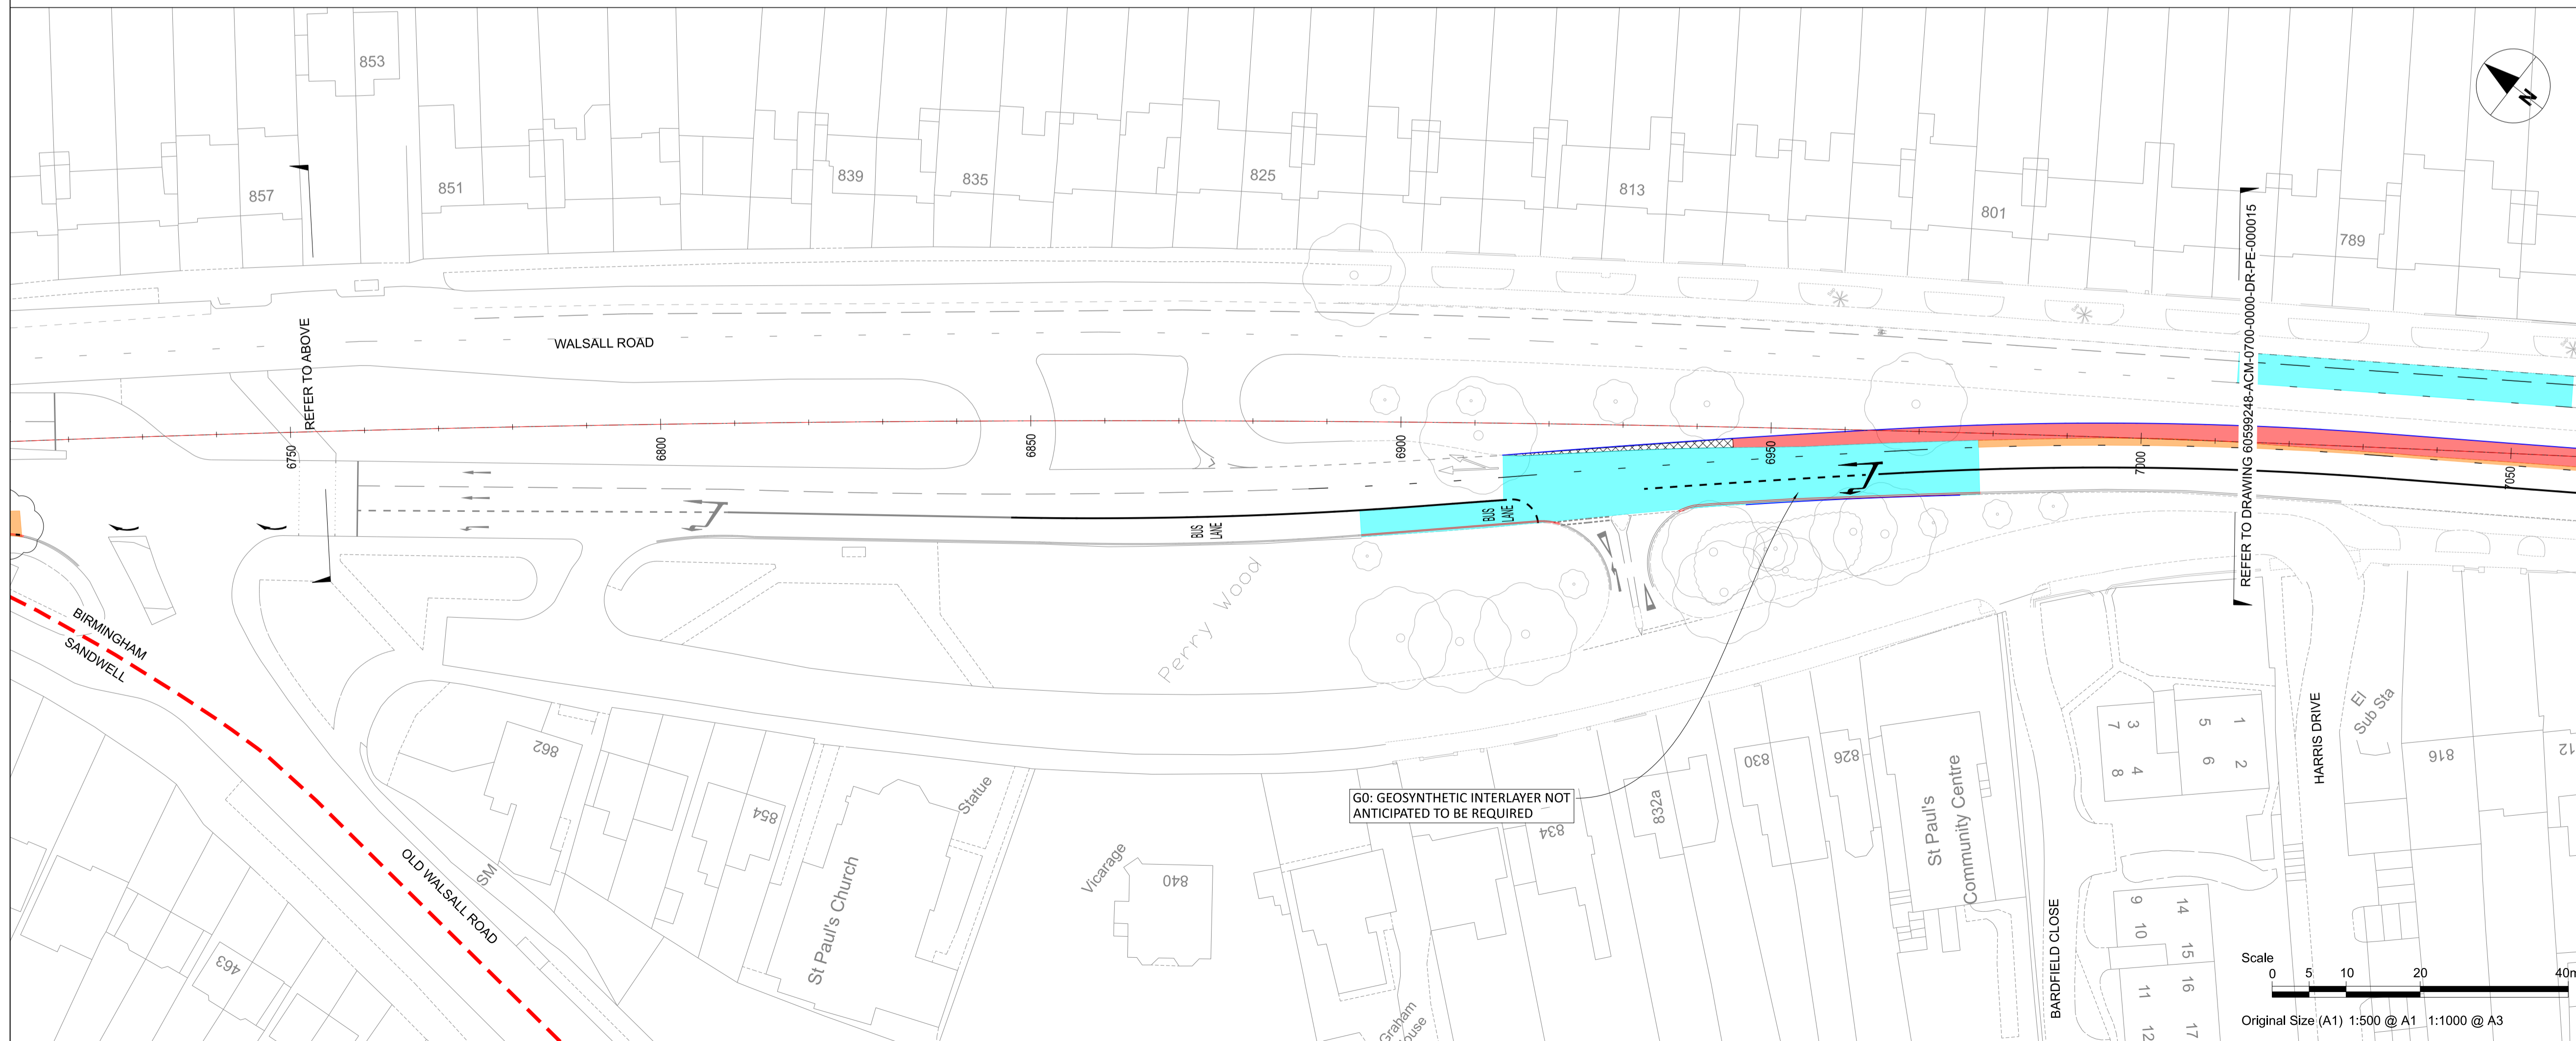 853
N
857
851
839
835
825
813
801
789
REFER TO ABOVE
WALSALL ROAD
REFER TO DRAWING 60599248-ACM-0700-0000-DR-PE-000015
6750
6800
6850
6900
6950
7000
7050
BUS
LANE
BUS
LANE
Perry Wood
BIRMINGHAM
SANDWELL
OLD WALSALL ROAD
SM
463
862
854
Statue
St Paul's Church
Vicarage
840
G0: GEOSYNTHETIC INTERLAYER NOT
ANTICIPATED TO BE REQUIRED
834
832a
830
826
St Paul's
Community Centre
Graham
BARDFIELD CLOSE
HARRIS DRIVE
El
Sub Sta
1
2
3
4
5
6
7
8
9
10
11
12
14
15
16
17
816
Scale
0 5 10 20 40m
Original Size (A1) 1:500 @ A1 1:1000 @ A3